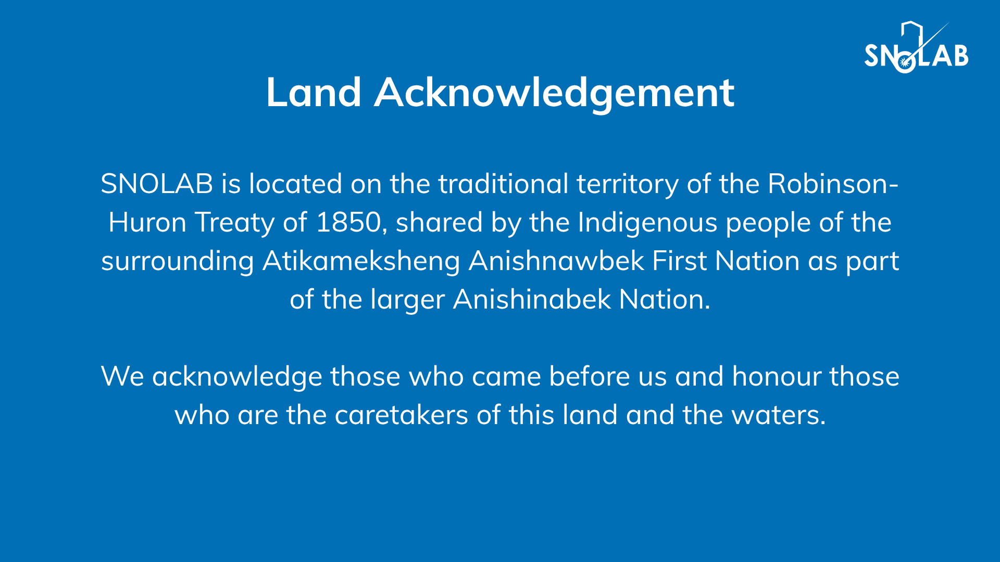 SNOLAB
Land Acknowledgement
SNOLAB is located on the traditional territory of the Robinson-
Huron Treaty of 1850, shared by the Indigenous people of the
surrounding Atikameksheng Anishnawbek First Nation as part
of the larger Anishinabek Nation.
We acknowledge those who came before us and honour those
who are the caretakers of this land and the waters.